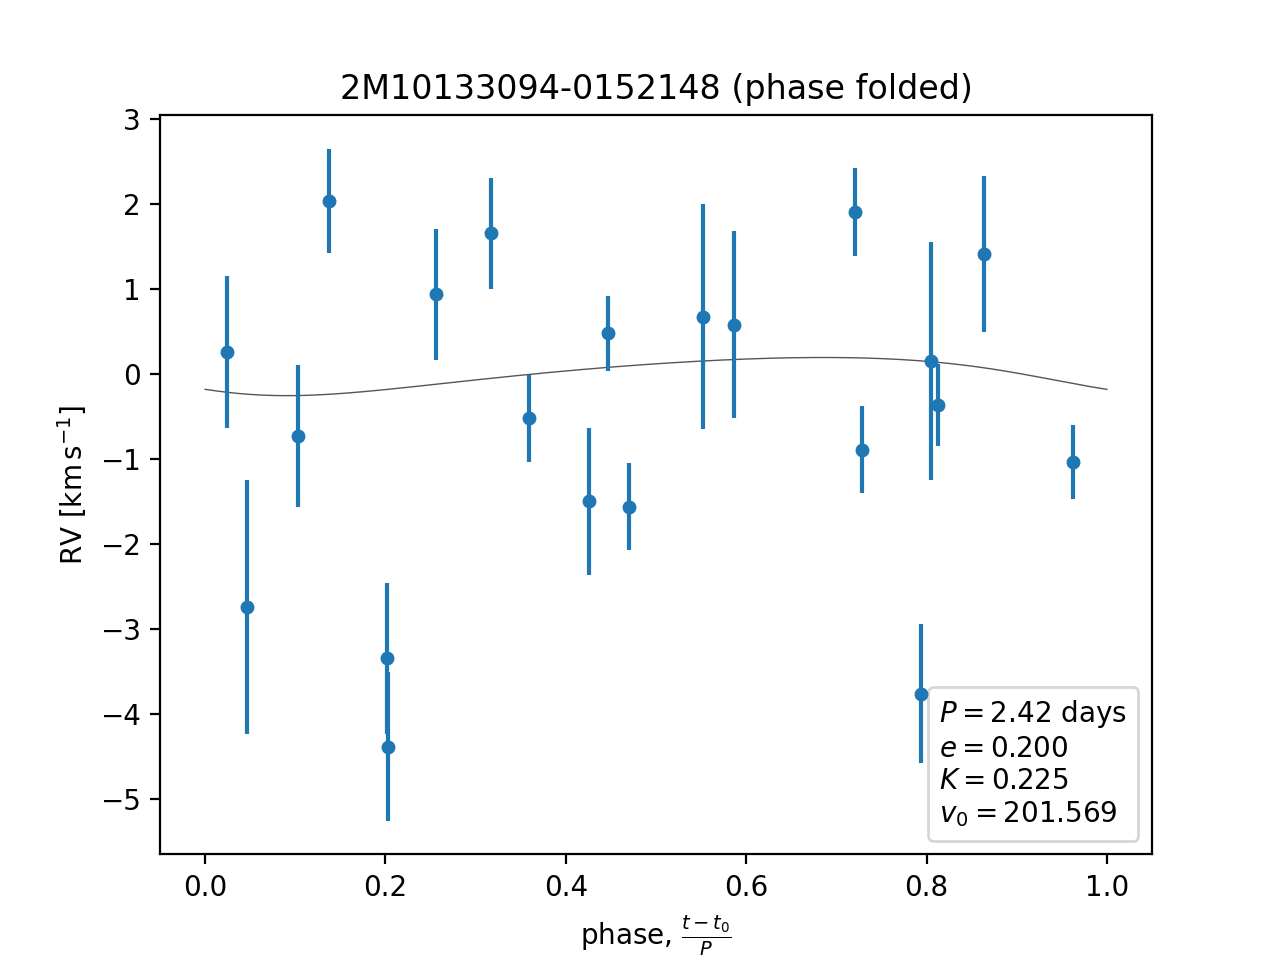 2M10133094-0152148 (phase folded)
3
2
1
0
−1
−2
−3
−4
−5
RV [km s⁻¹]
P = 2.42 days
e = 0.200
K = 0.225
v₀ = 201.569
0.0 0.2 0.4 0.6 0.8 1.0
phase, (t − t₀)/P